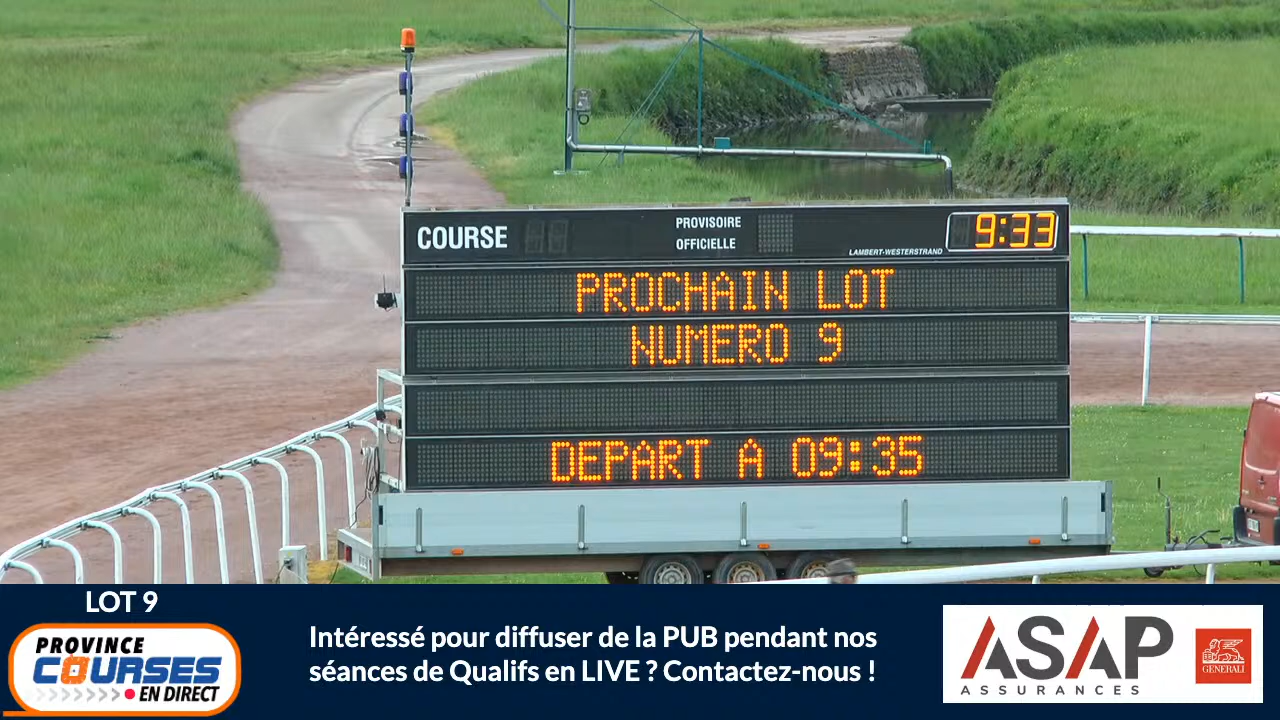 COURSE
PROVISOIRE
OFFICIELLE
9:33
LAMBERT-WESTERSTRAND
PROCHAIN LOT
NUMERO 9
DEPART A 09:35
LOT 9
PROVINCE
COURSES
EN DIRECT
Intéressé pour diffuser de la PUB pendant nos
séances de Qualifs en LIVE ? Contactez-nous !
ASAP
ASSURANCES
GENERALI